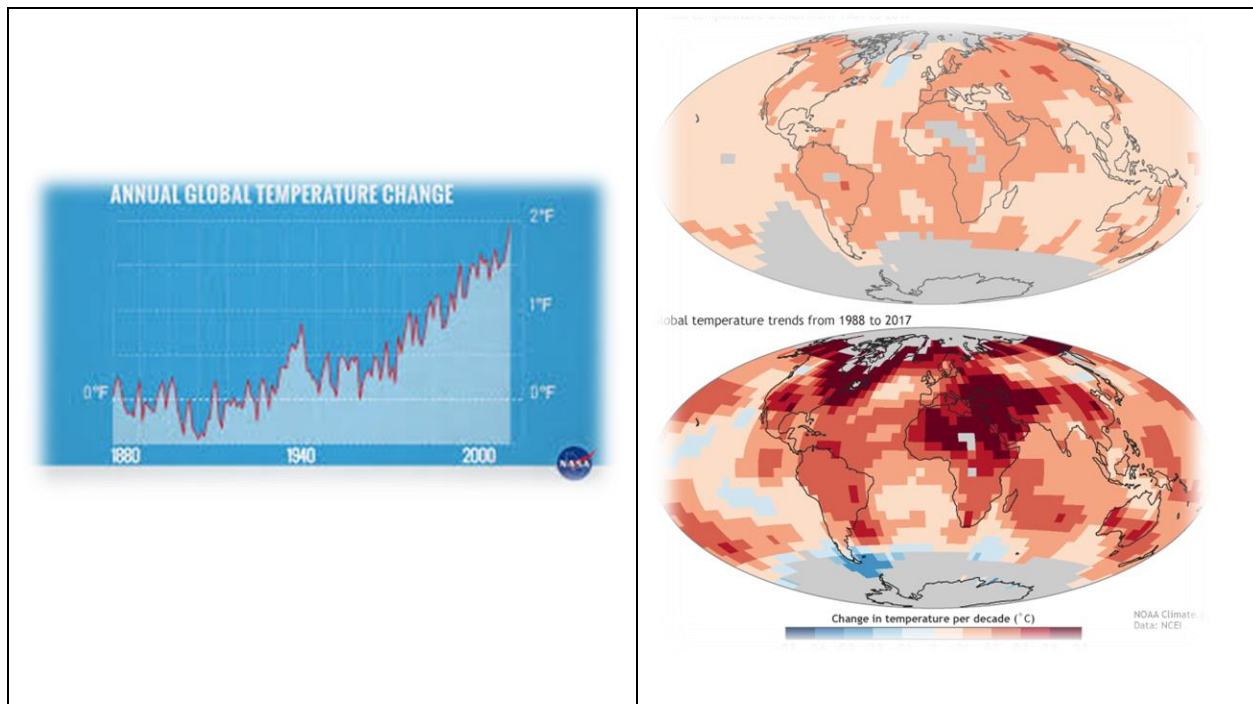 ANNUAL GLOBAL TEMPERATURE CHANGE
2°F
1°F
0°F
0°F
1880
1940
2000
NASA
lobal temperature trends from 1988 to 2017
Change in temperature per decade (°C)
NOAA Climate.
Data: NCEI